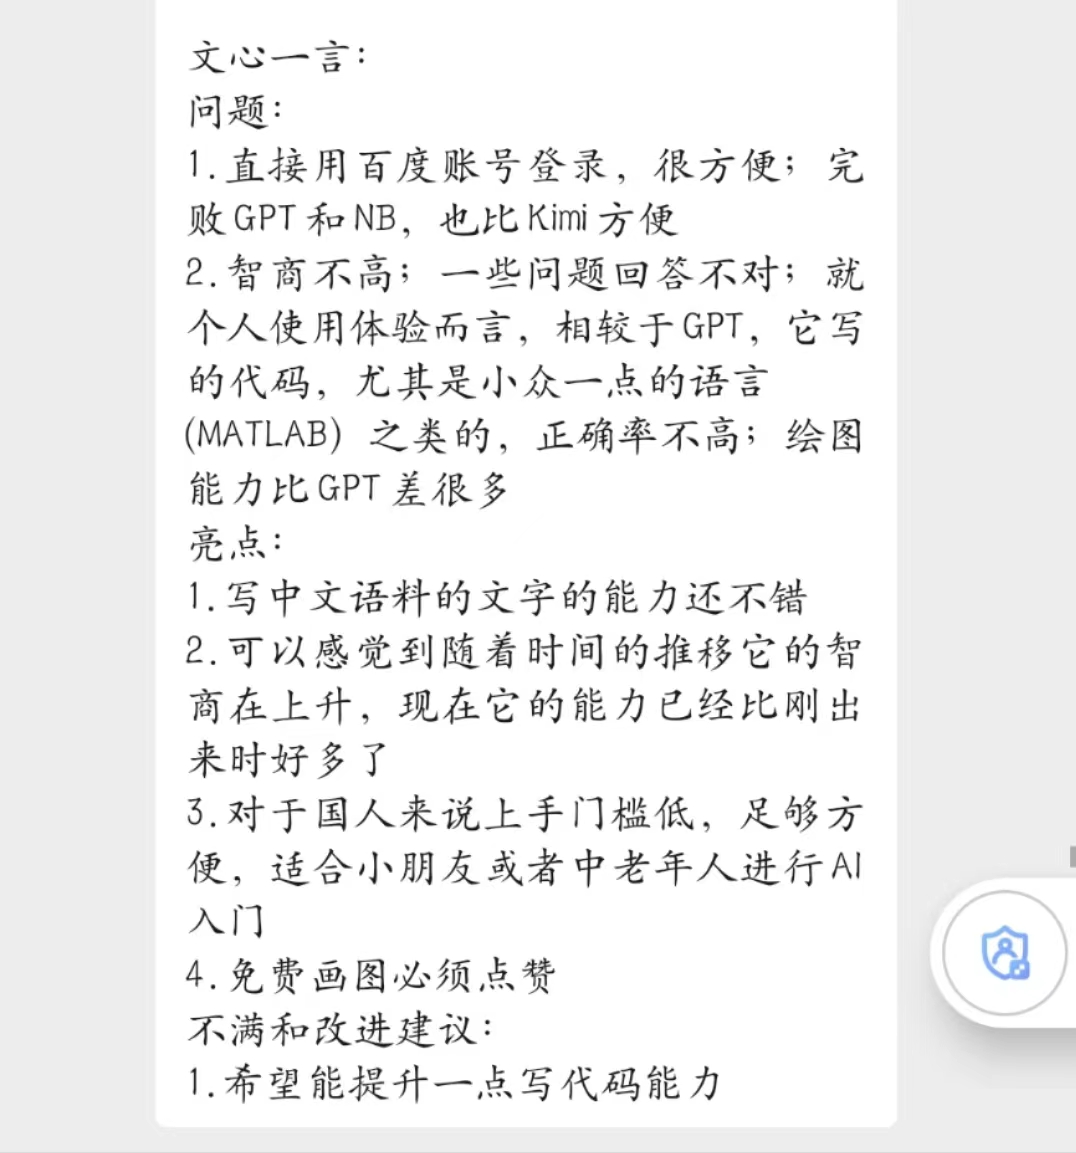 文心一言：
问题：
1.直接用百度账号登录，很方便；完
败GPT和NB，也比Kimi方便
2.智商不高；一些问题回答不对；就
个人使用体验而言，相较于GPT，它写
的代码，尤其是小众一点的语言
(MATLAB) 之类的，正确率不高；绘图
能力比GPT差很多
亮点：
1.写中文语料的文字的能力还不错
2.可以感觉到随着时间的推移它的智
商在上升，现在它的能力已经比刚出
来时好多了
3.对于国人来说上手门槛低，足够方
便，适合小朋友或者中老年人进行AI
入门
4.免费画图必须点赞
不满和改进建议：
1.希望能提升一点写代码能力